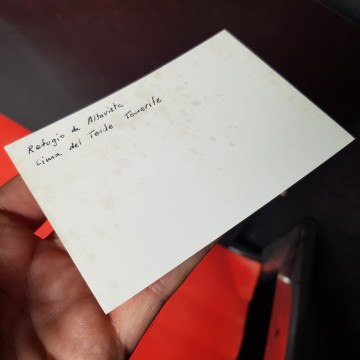 Refugio de Altavista
Cima del Teide Tenerife